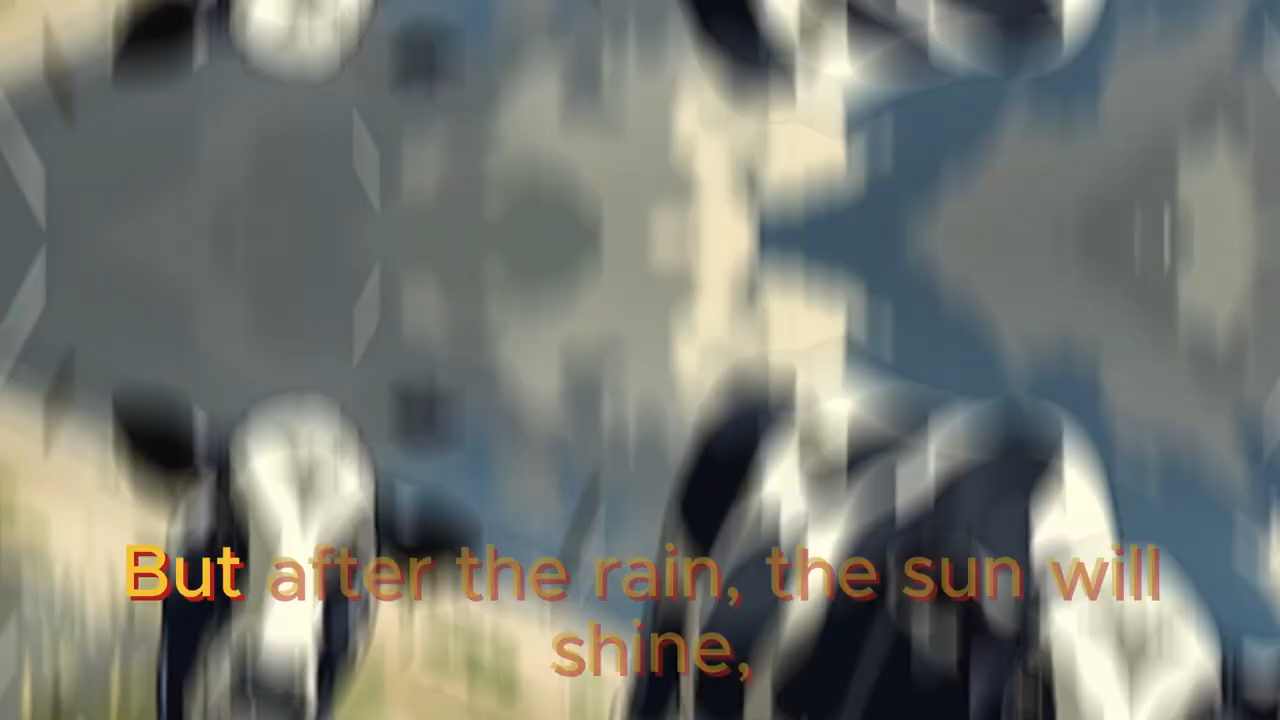 But after the rain, the sun will
shine,